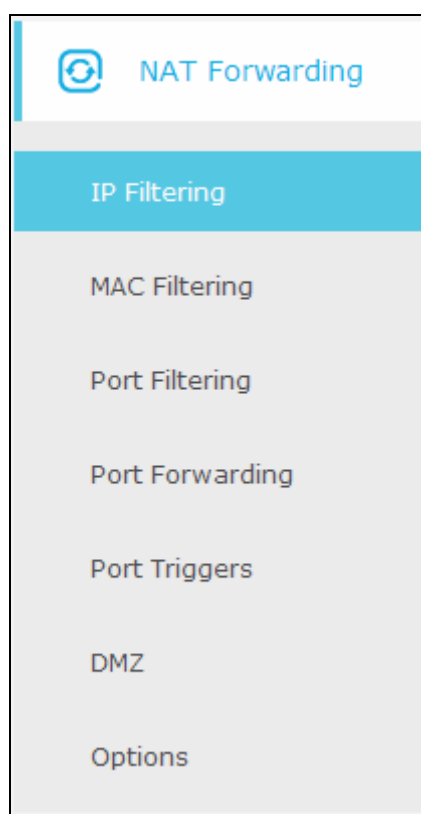 NAT Forwarding
IP Filtering
MAC Filtering
Port Filtering
Port Forwarding
Port Triggers
DMZ
Options